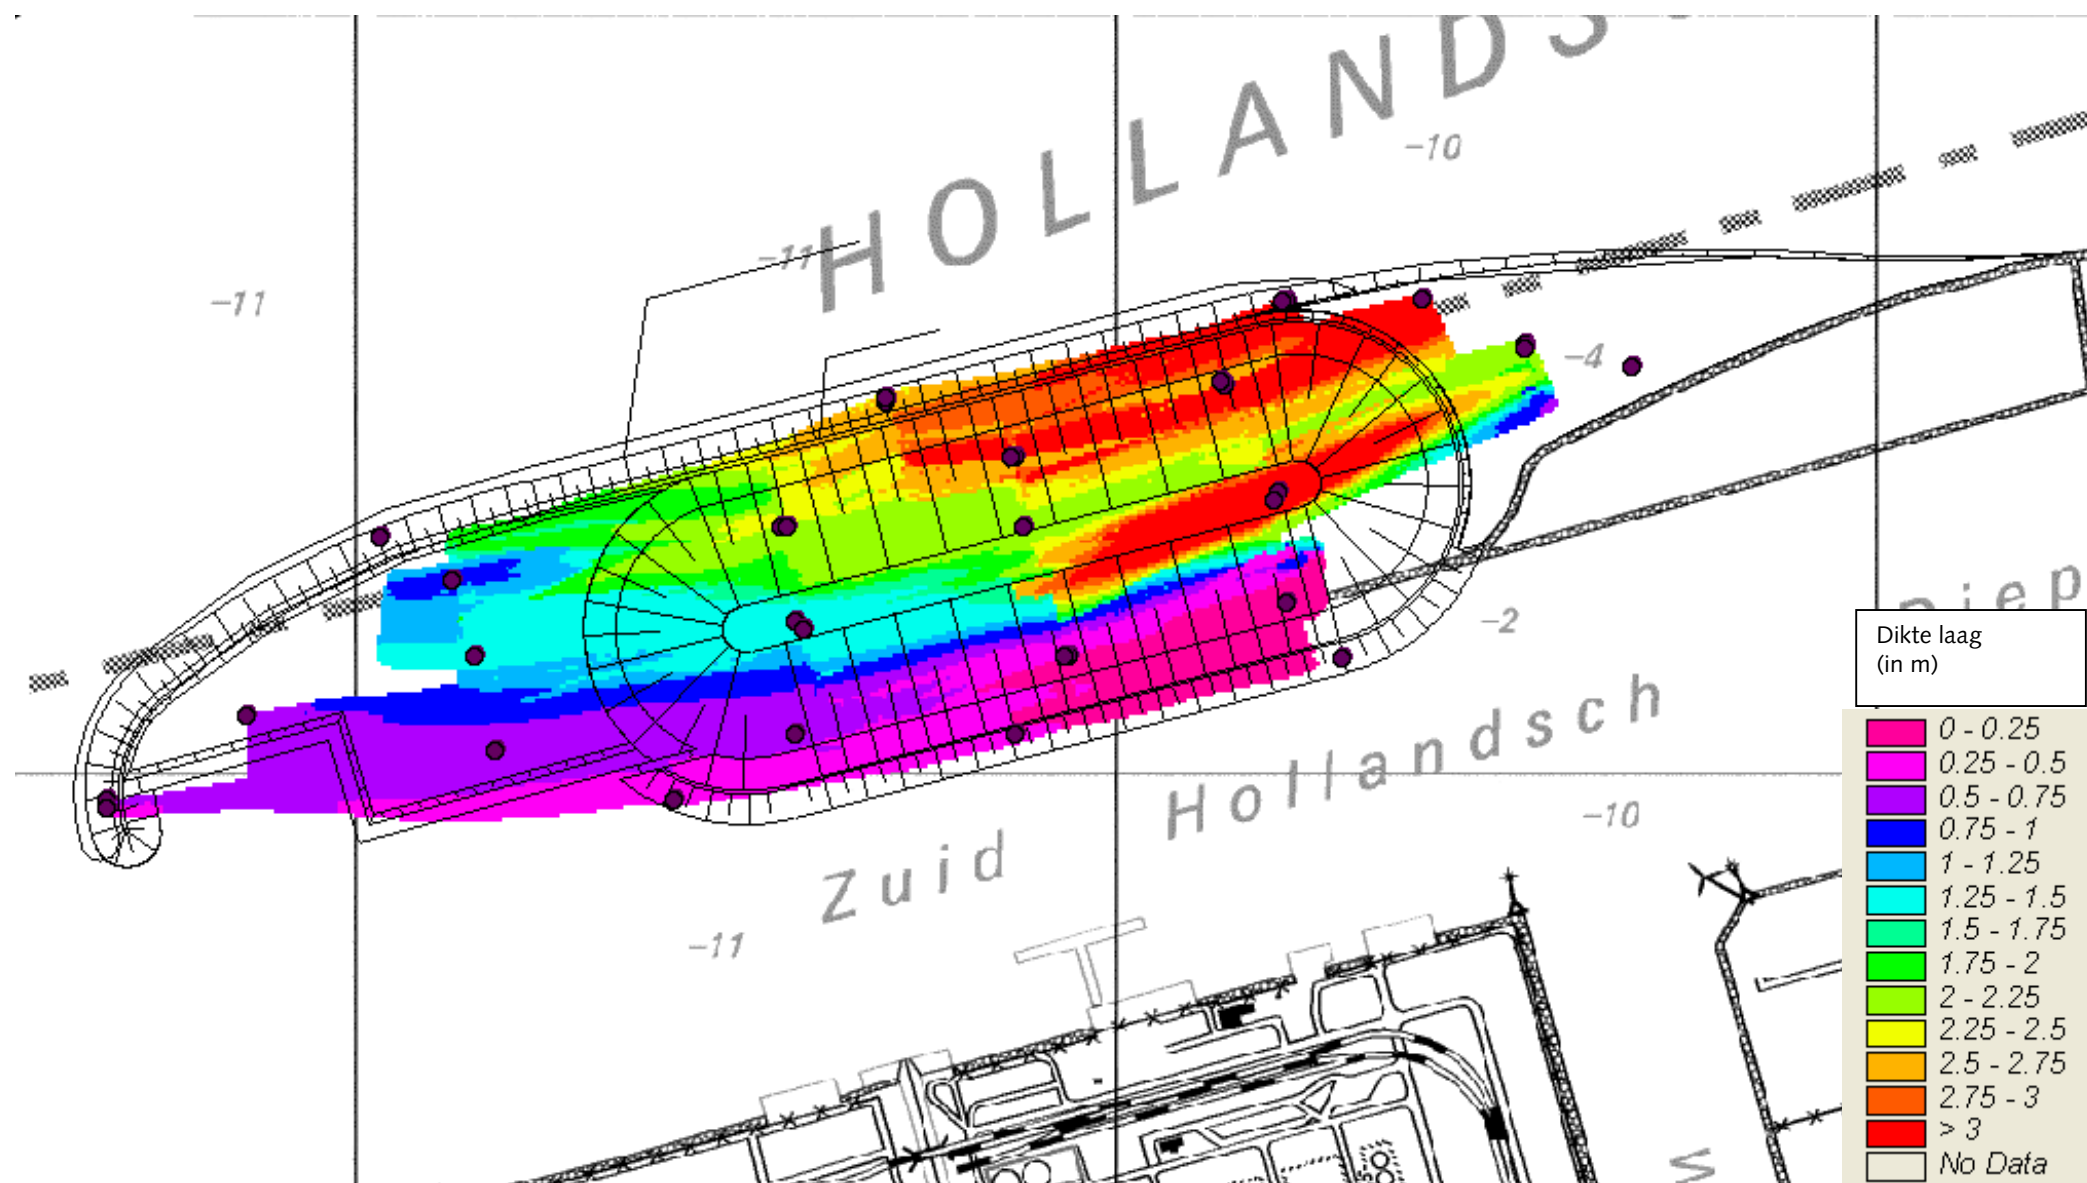 HOLLANDS
-10
-11
-11
-4
-2
Diep
Dikte laag
(in m)
Hollandsch
Zuid
-10
-11
0 - 0.25
0.25 - 0.5
0.5 - 0.75
0.75 - 1
1 - 1.25
1.25 - 1.5
1.5 - 1.75
1.75 - 2
2 - 2.25
2.25 - 2.5
2.5 - 2.75
2.75 - 3
> 3
No Data